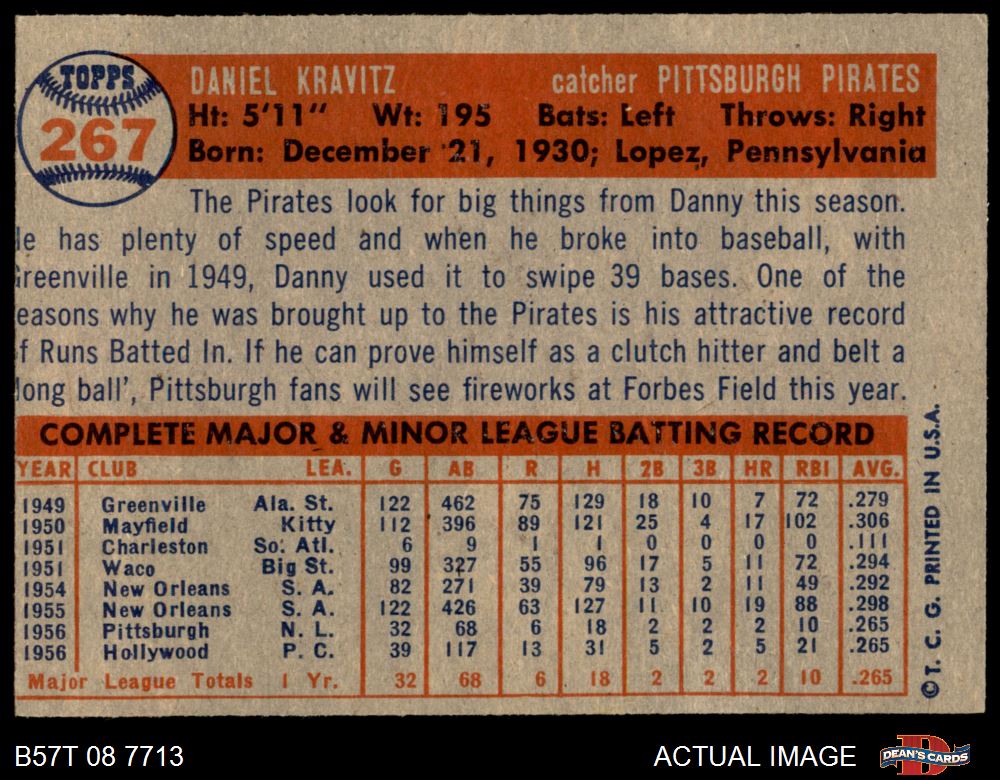 TOPPS
267
DANIEL KRAVITZ catcher PITTSBURGH PIRATES
Ht: 5'11" Wt: 195 Bats: Left Throws: Right
Born: December 21, 1930; Lopez, Pennsylvania
The Pirates look for big things from Danny this season.
He has plenty of speed and when he broke into baseball, with
Greenville in 1949, Danny used it to swipe 39 bases. One of the
easons why he was brought up to the Pirates is his attractive record
of Runs Batted In. If he can prove himself as a clutch hitter and belt a
long ball', Pittsburgh fans will see fireworks at Forbes Field this year.
COMPLETE MAJOR & MINOR LEAGUE BATTING RECORD
YEAR CLUB LEA. G AB R H 2B 3B HR RBI AVG.
1949 Greenville Ala. St. 122 462 75 129 18 10 7 72 .279
1950 Mayfield Kitty 112 396 89 121 25 4 17 102 .306
1951 Charleston So. Atl. 6 9 1 1 0 0 0 0 .111
1951 Waco Big St. 99 327 55 96 17 5 11 72 .294
1954 New Orleans S. A. 82 271 39 79 13 2 11 49 .292
1955 New Orleans S. A. 122 426 63 127 11 10 19 88 .298
1956 Pittsburgh N. L. 32 68 6 18 2 2 2 10 .265
1956 Hollywood P. C. 39 117 13 31 5 2 5 21 .265
Major League Totals 1 Yr. 32 68 6 18 2 2 2 10 .265
©T. C. G. PRINTED IN U.S.A.
B57T 08 7713 ACTUAL IMAGE DEAN'S CARDS